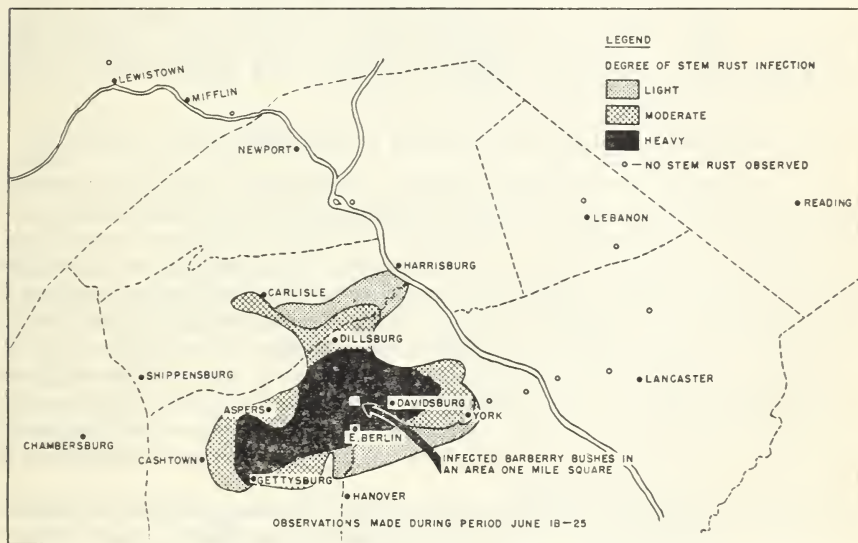 LEGEND
DEGREE OF STEM RUST INFECTION
LIGHT
MODERATE
HEAVY
o — NO STEM RUST OBSERVED
LEWISTOWN
MIFFLIN
NEWPORT
LEBANON
READING
HARRISBURG
CARLISLE
DILLSBURG
SHIPPENSBURG
LANCASTER
DAVIDSBURG
ASPERS
YORK
E. BERLIN
CHAMBERSBURG
CASHTOWN
INFECTED BARBERRY BUSHES IN
AN AREA ONE MILE SQUARE
GETTYSBURG
HANOVER
OBSERVATIONS MADE DURING PERIOD JUNE 18—25